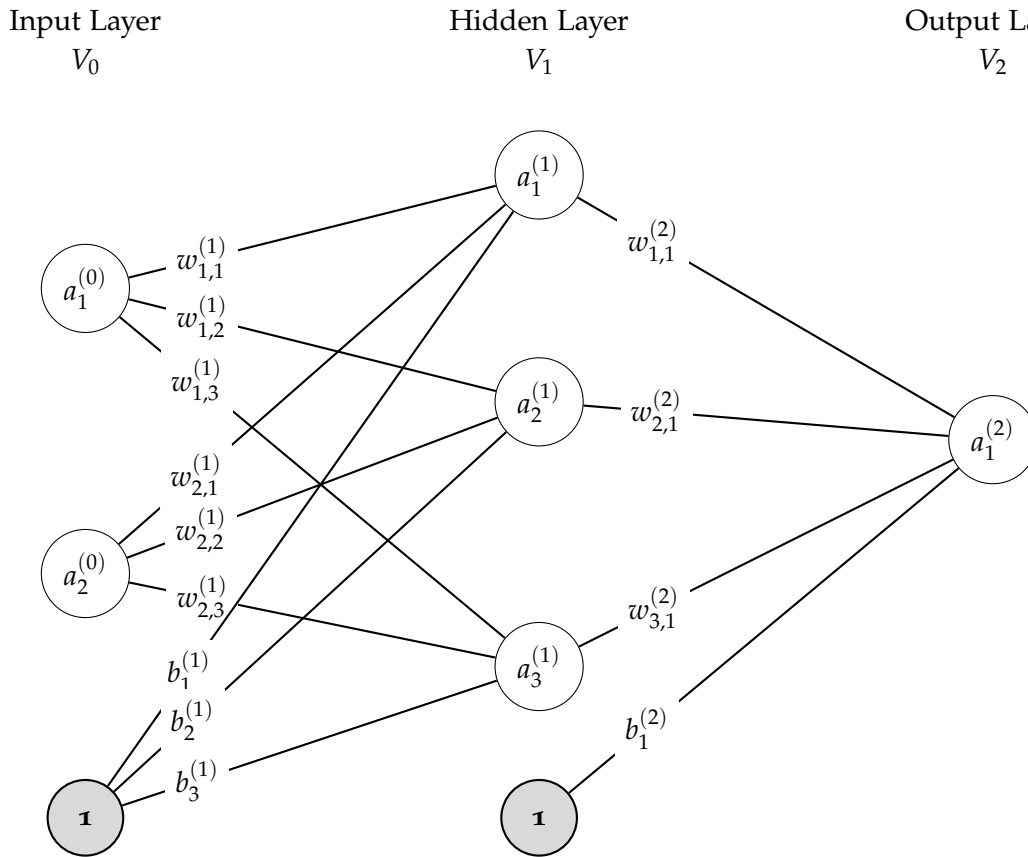 Input Layer
V₀
Hidden Layer
V₁
Output La
V₂
a₁⁽⁰⁾
a₂⁽⁰⁾
1
w₁,₁⁽¹⁾
w₁,₂⁽¹⁾
w₁,₃⁽¹⁾
w₂,₁⁽¹⁾
w₂,₂⁽¹⁾
w₂,₃⁽¹⁾
b₁⁽¹⁾
b₂⁽¹⁾
b₃⁽¹⁾
a₁⁽¹⁾
a₂⁽¹⁾
a₃⁽¹⁾
1
w₁,₁⁽²⁾
w₂,₁⁽²⁾
w₃,₁⁽²⁾
b₁⁽²⁾
a₁⁽²⁾